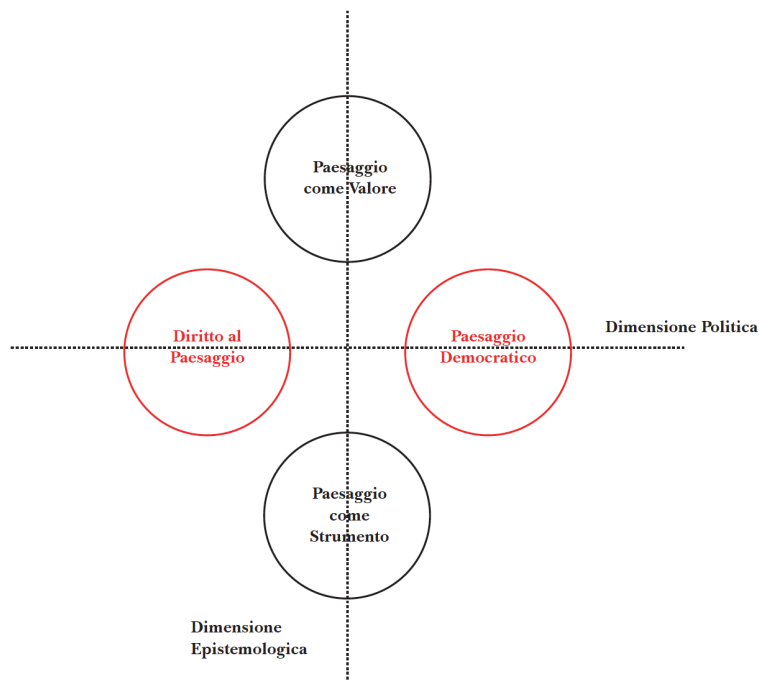 Paesaggio
come Valore
Diritto al
Paesaggio
Paesaggio
Democratico
Dimensione Politica
Paesaggio
come
Strumento
Dimensione
Epistemologica